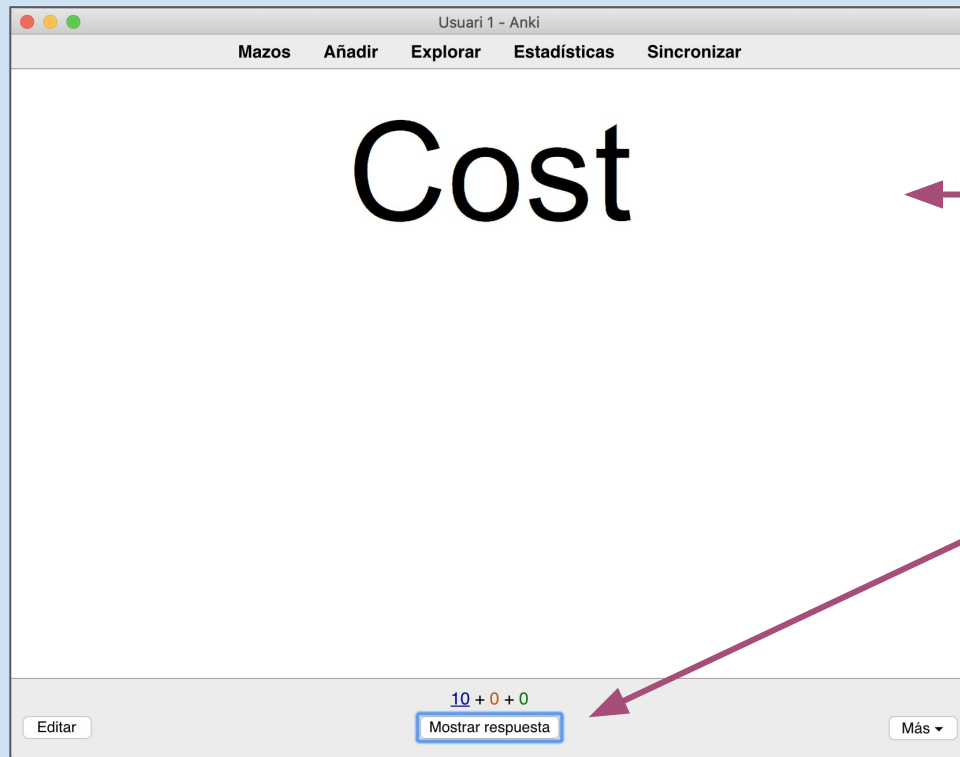 Usuari 1 - Anki
Mazos Añadir Explorar Estadísticas Sincronizar
Cost
10 + 0 + 0
Editar Mostrar respuesta Más